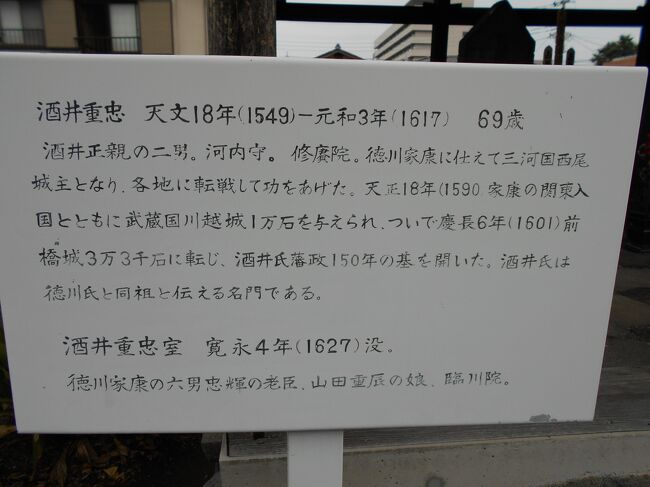 酒井重忠 天文18年(1549)ー元和3年(1617) 69歳
酒井正親の二男。河内守。 修廣院。徳川家康に仕えて三河国西尾
城主となり、各地に転戦して功をあげた。天正18年(1590、家康の関東入
国とともに武蔵国川越城1万石を与えられ、ついで慶長6年(1601)前
橋城3万3千石に転じ、酒井氏藩政150年の基を開いた。酒井氏は
徳川氏と同祖と伝える名門である。
酒井重忠室 寛永4年(1627)没。
徳川家康の六男忠輝の老臣、山田重辰の娘、臨川院。